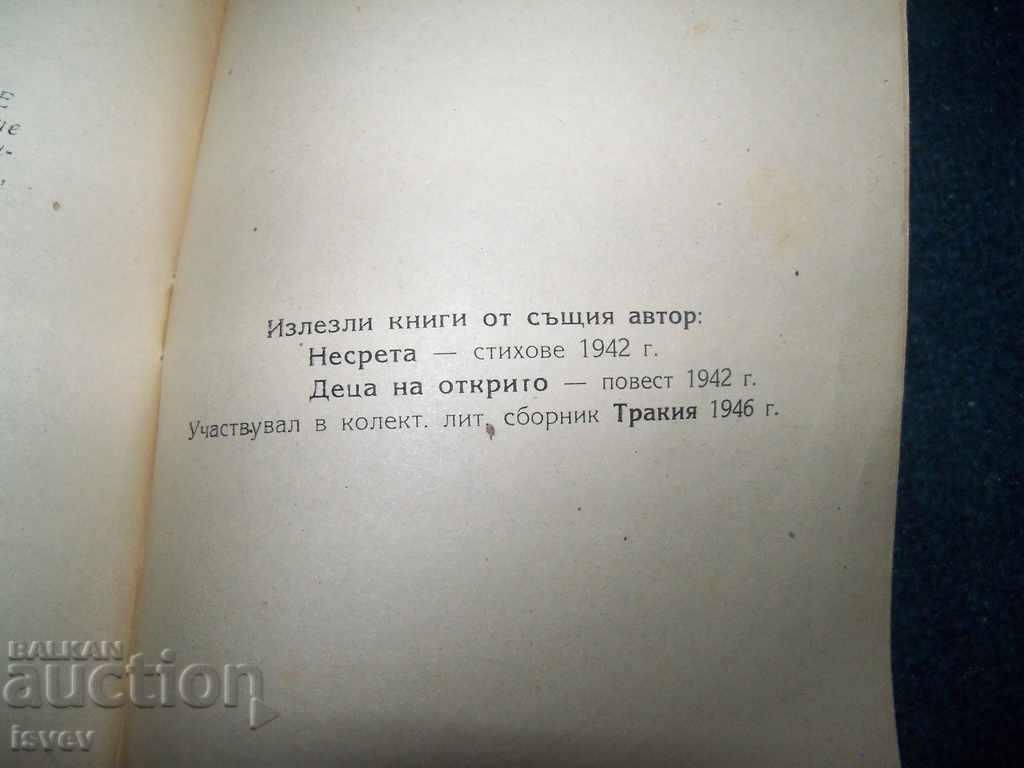 Излезли книги от същия автор:
Несрета — стихове 1942 г.
Деца на открито — повест 1942 г.
Участвувал в колект. лит. сборник Тракия 1946 г.
BALKAN
auction
isvev